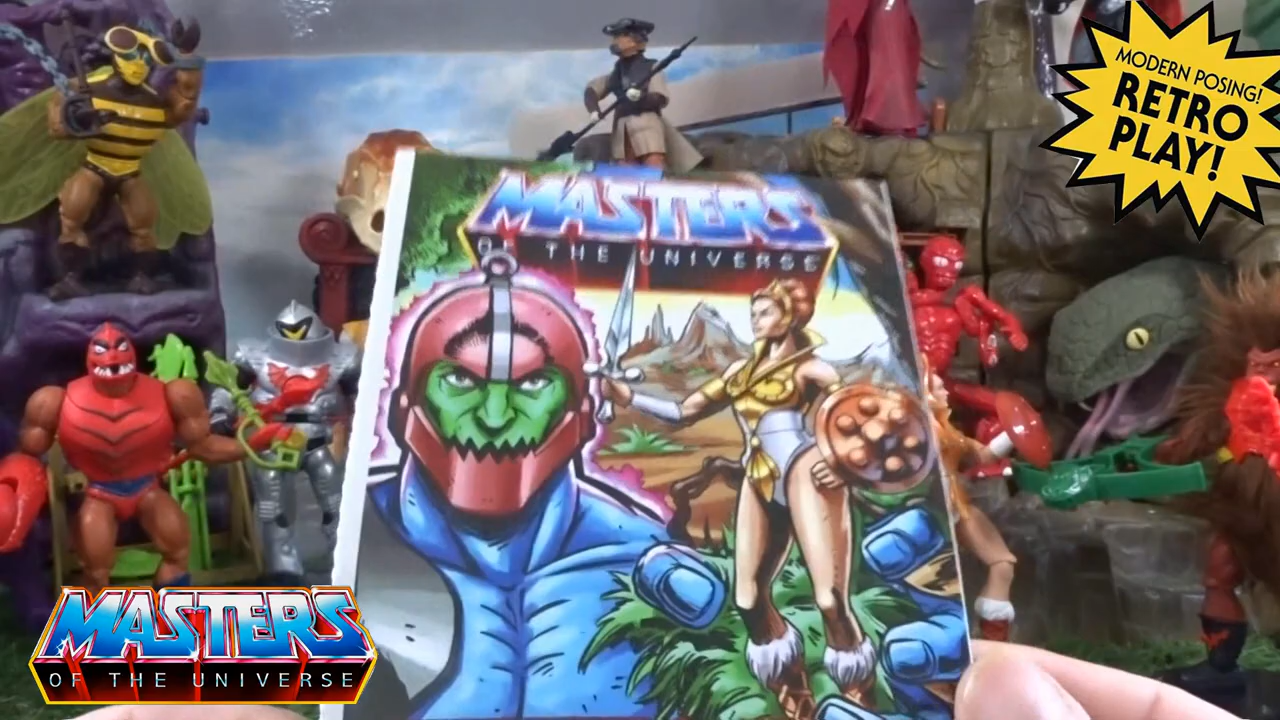 MODERN POSING!
RETRO
PLAY!
MASTERS
OF THE UNIVERSE
MASTERS
OF THE UNIVERSE